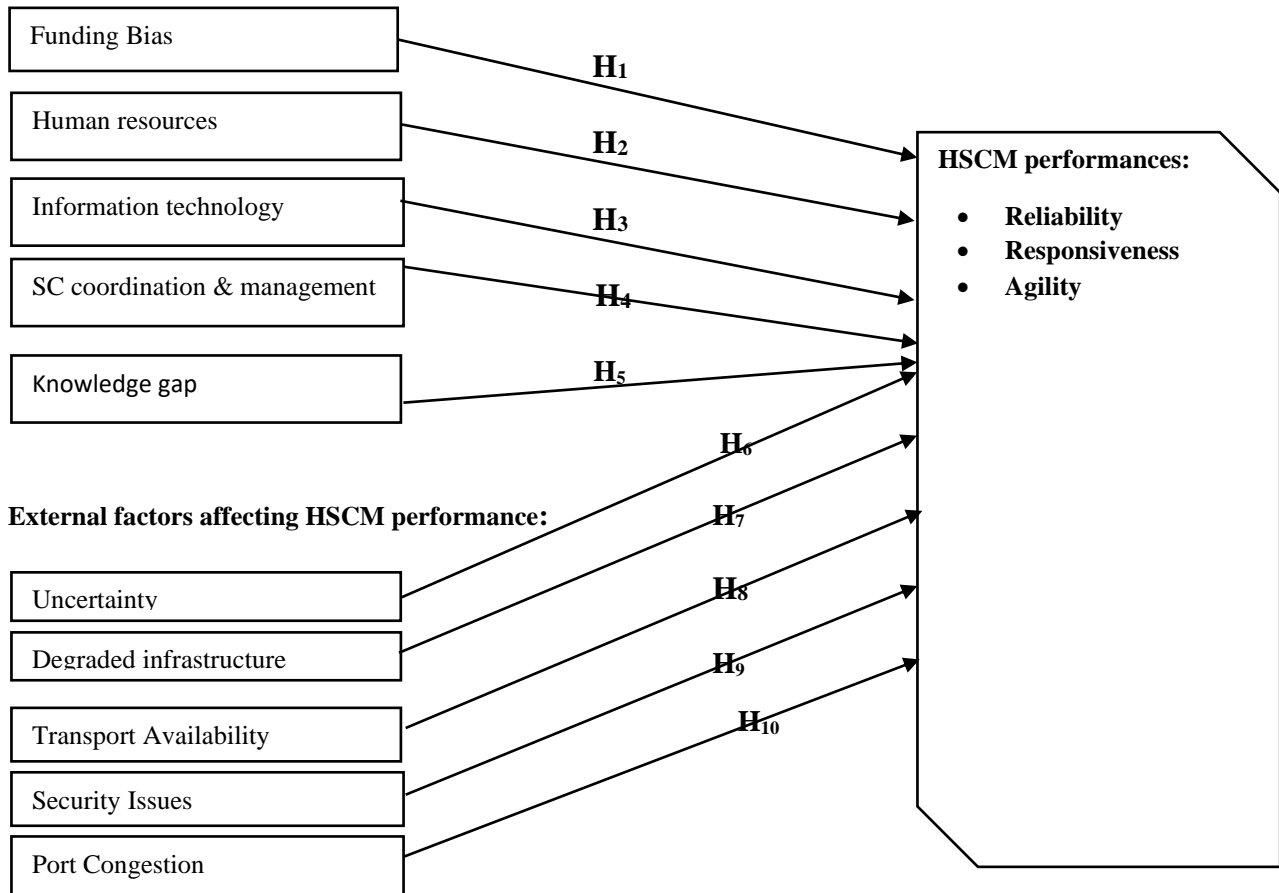 Funding Bias
H1
Human resources
H2
HSCM performances:
• Reliability
• Responsiveness
• Agility
Information technology
H3
SC coordination & management
H4
Knowledge gap
H5
H6
External factors affecting HSCM performance:
H7
Uncertainty
H8
Degraded infrastructure
H9
Transport Availability
H10
Security Issues
Port Congestion